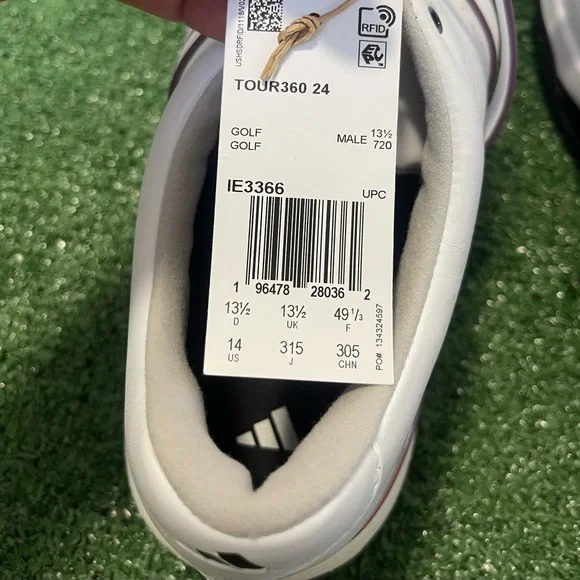 RFID
TOUR360 24
GOLF MALE 13½
GOLF 720
IE3366 UPC
1 96478 28036 2
13½ 13½ 49⅓
D UK F
14 315 305
US J CHN
PO# 134324597